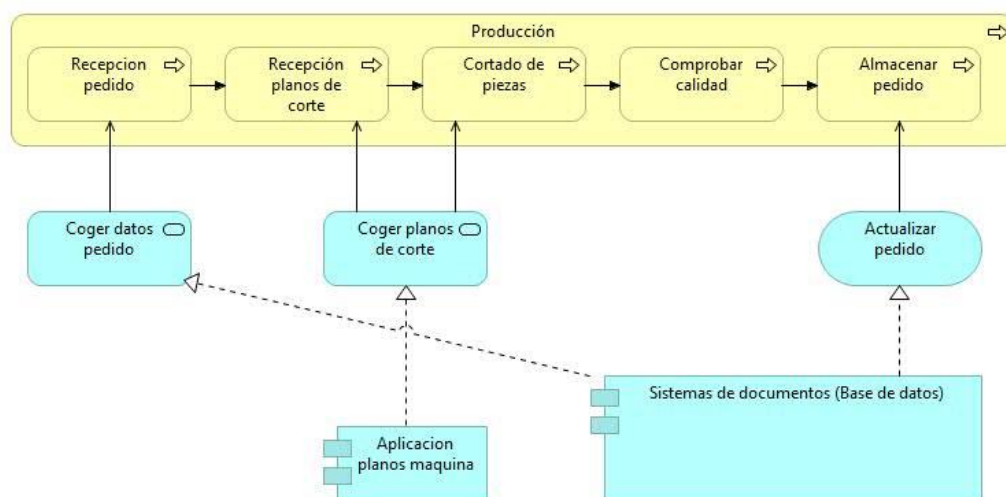 Producción
Recepcion
pedido
Recepción
planos de
corte
Cortado de
piezas
Comprobar
calidad
Almacenar
pedido
Coger datos
pedido
Coger planos
de corte
Actualizar
pedido
Sistemas de documentos (Base de datos)
Aplicacion
planos maquina